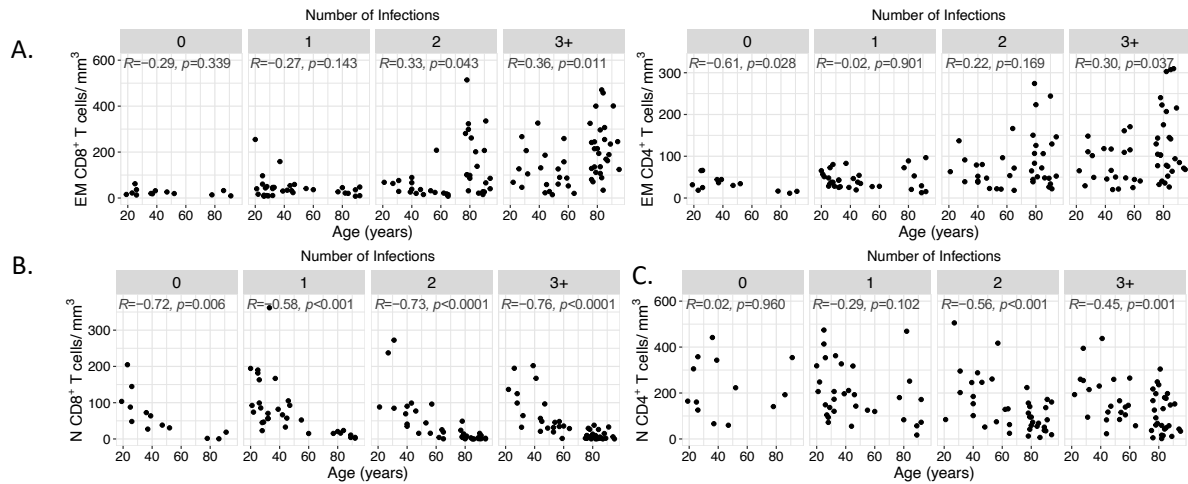 A.
Number of Infections
0 1 2 3+
R=−0.29, p=0.339 R=−0.27, p=0.143 R=0.33, p=0.043 R=0.36, p=0.011
EM CD8+ T cells/ mm3
600
400
200
0
20 40 60 80 20 40 60 80 20 40 60 80 20 40 60 80
Age (years)
Number of Infections
0 1 2 3+
R=−0.61, p=0.028 R=−0.02, p=0.901 R=0.22, p=0.169 R=0.30, p=0.037
EM CD4+ T cells/ mm3
300
200
100
0
20 40 60 80 20 40 60 80 20 40 60 80 20 40 60 80
Age (years)
B.
Number of Infections
0 1 2 3+
R=−0.72, p=0.006 R=−0.58, p<0.001 R=−0.73, p<0.0001 R=−0.76, p<0.0001
N CD8+ T cells/ mm3
300
200
100
0
20 40 60 80 20 40 60 80 20 40 60 80 20 40 60 80
Age (years)
C.
Number of Infections
0 1 2 3+
R=0.02, p=0.960 R=−0.29, p=0.102 R=−0.56, p<0.001 R=−0.45, p=0.001
N CD4+ T cells/ mm3
600
400
200
0
20 40 60 80 20 40 60 80 20 40 60 80 20 40 60 80
Age (years)